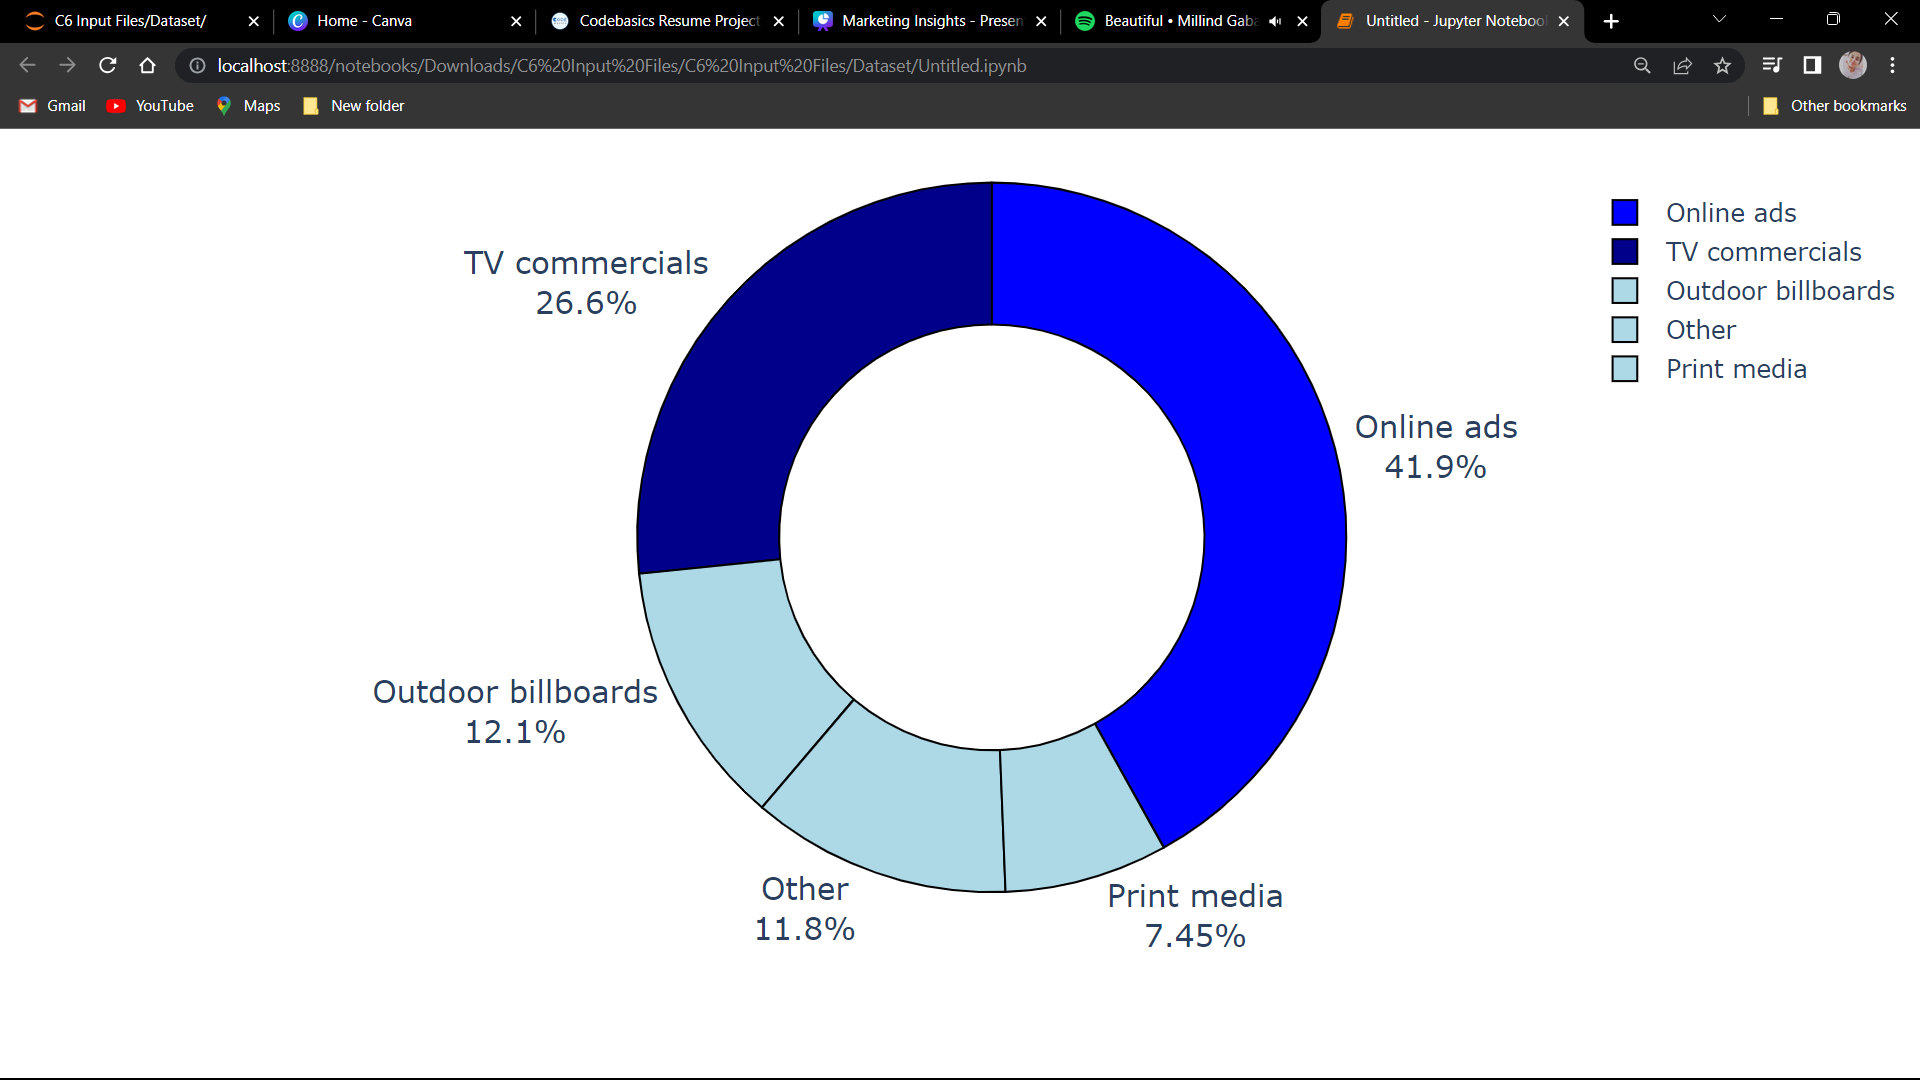 C6 Input Files/Dataset/
Home - Canva
Codebasics Resume Project
Marketing Insights - Presen
Beautiful • Millind Gaba
Untitled - Jupyter Notebook
localhost:8888/notebooks/Downloads/C6%20Input%20Files/C6%20Input%20Files/Dataset/Untitled.ipynb
Gmail
YouTube
Maps
New folder
Other bookmarks
TV commercials
26.6%
Online ads
41.9%
Outdoor billboards
12.1%
Other
11.8%
Print media
7.45%
Online ads
TV commercials
Outdoor billboards
Other
Print media